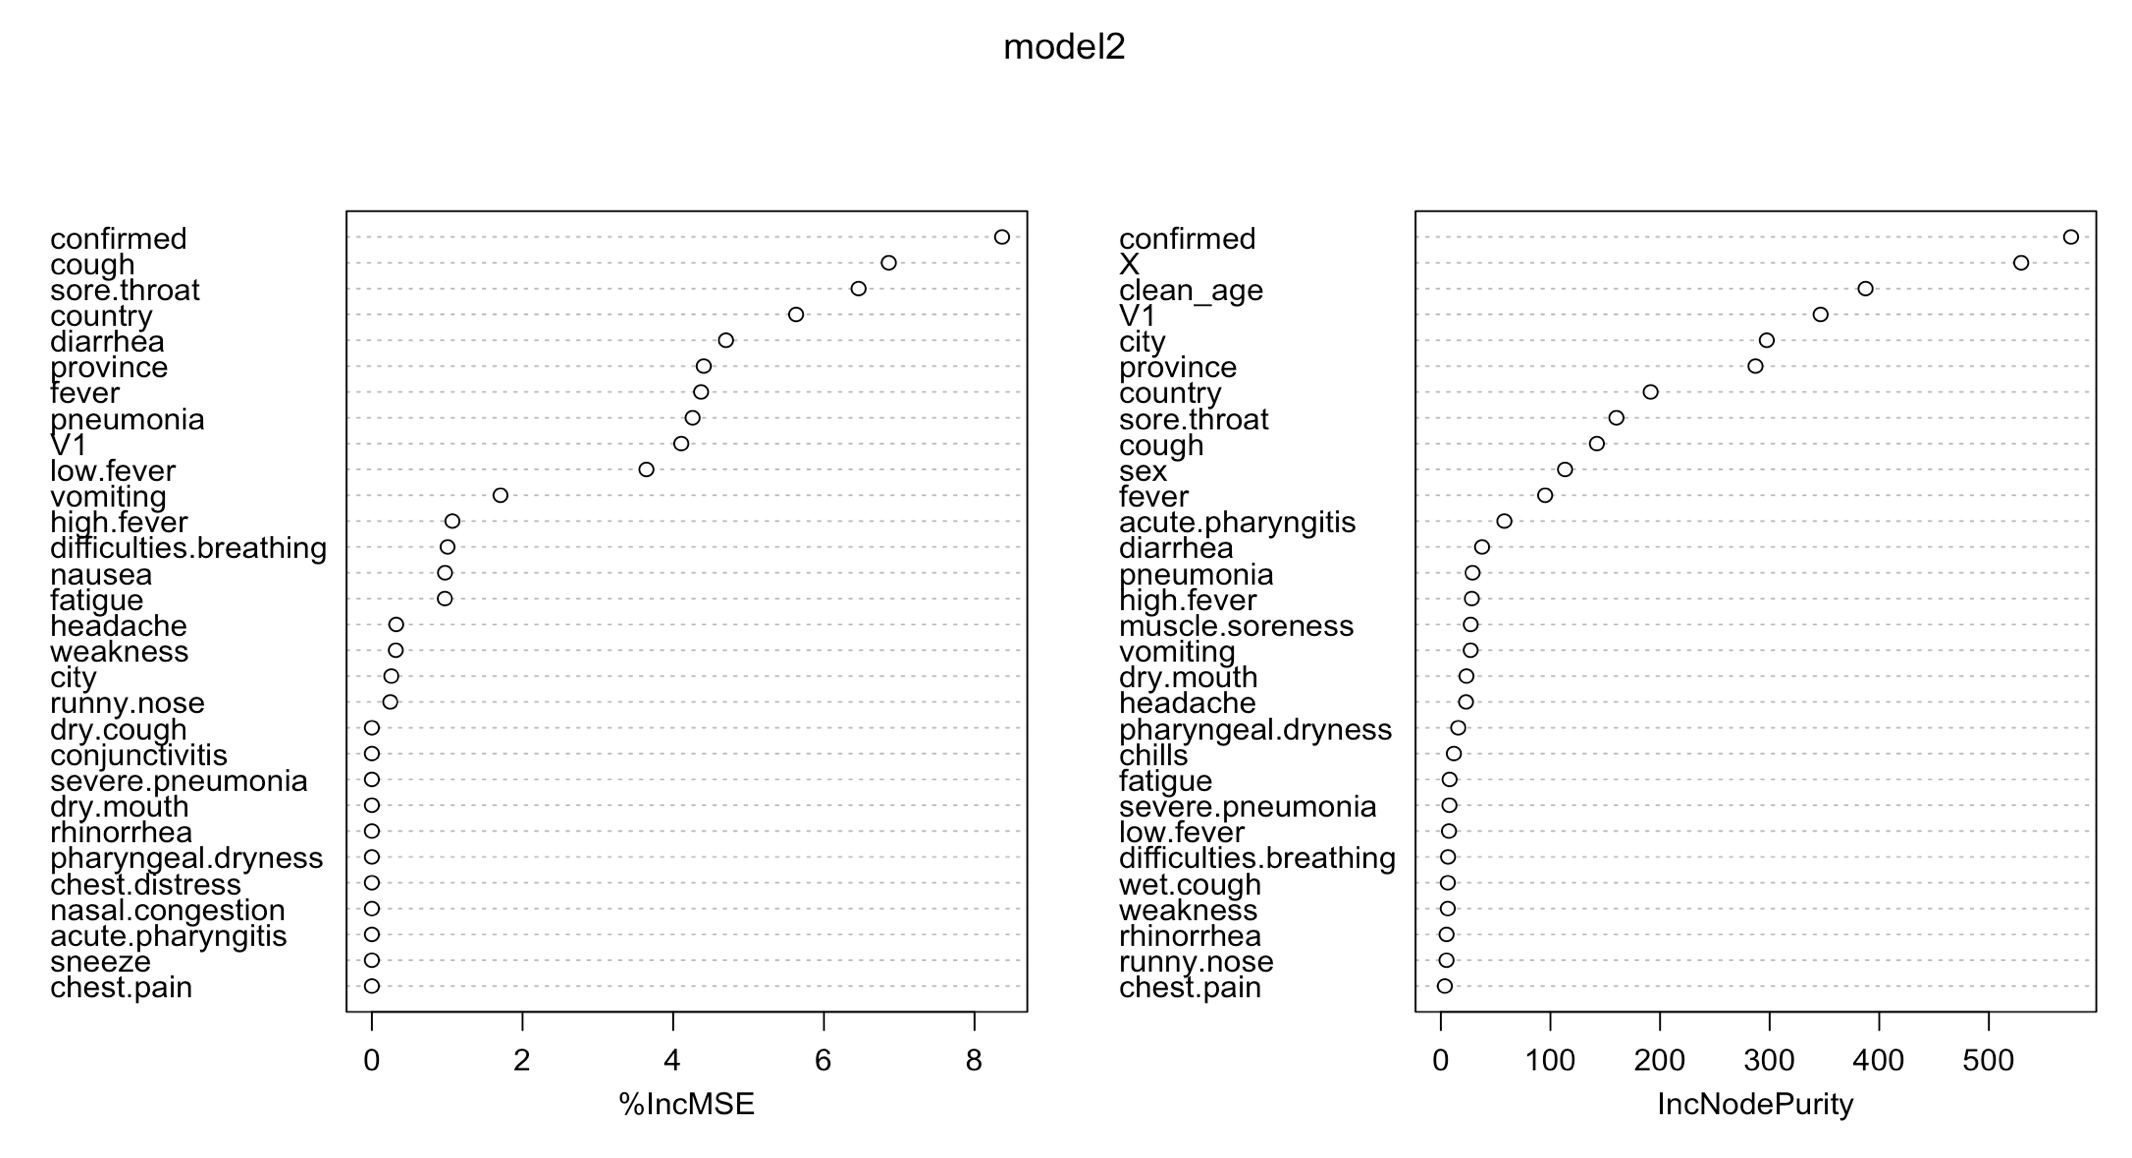 model2
confirmed
cough
sore.throat
country
diarrhea
province
fever
pneumonia
V1
low.fever
vomiting
high.fever
difficulties.breathing
nausea
fatigue
headache
weakness
city
runny.nose
dry.cough
conjunctivitis
severe.pneumonia
dry.mouth
rhinorrhea
pharyngeal.dryness
chest.distress
nasal.congestion
acute.pharyngitis
sneeze
chest.pain
0 2 4 6 8
%IncMSE
confirmed
X
clean_age
V1
city
province
country
sore.throat
cough
sex
fever
acute.pharyngitis
diarrhea
pneumonia
high.fever
muscle.soreness
vomiting
dry.mouth
headache
pharyngeal.dryness
chills
fatigue
severe.pneumonia
low.fever
difficulties.breathing
wet.cough
weakness
rhinorrhea
runny.nose
chest.pain
0 100 200 300 400 500
IncNodePurity